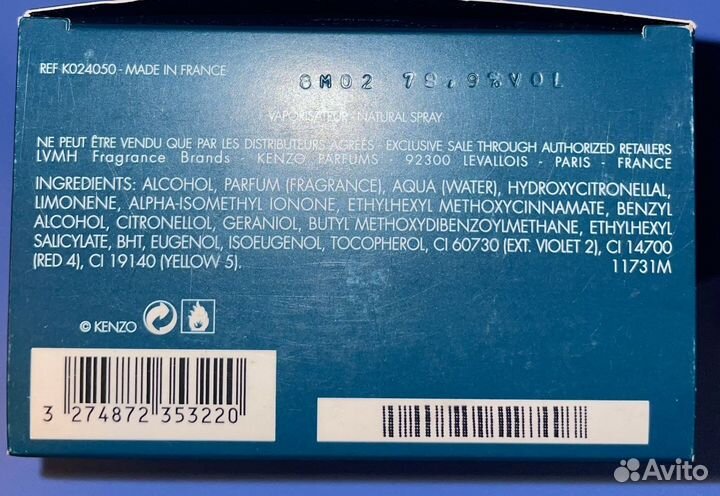 REF K024050 - MADE IN FRANCE
6M02 79,9%VOL
VAPORISATEUR - NATURAL SPRAY
NE PEUT ÊTRE VENDU QUE PAR LES DISTRIBUTEURS AGRÉÉS - EXCLUSIVE SALE THROUGH AUTHORIZED RETAILERS
LVMH Fragrance Brands - KENZO PARFUMS - 92300 LEVALLOIS - PARIS - FRANCE
INGREDIENTS: ALCOHOL, PARFUM (FRAGRANCE), AQUA (WATER), HYDROXYCITRONELLAL,
LIMONENE, ALPHA-ISOMETHYL IONONE, ETHYLHEXYL METHOXYCINNAMATE, BENZYL
ALCOHOL, CITRONELLOL, GERANIOL, BUTYL METHOXYDIBENZOYLMETHANE, ETHYLHEXYL
SALICYLATE, BHT, EUGENOL, ISOEUGENOL, TOCOPHEROL, CI 60730 (EXT. VIOLET 2), CI 14700
(RED 4), CI 19140 (YELLOW 5).
11731M
© KENZO
3 274872 353220
Avito